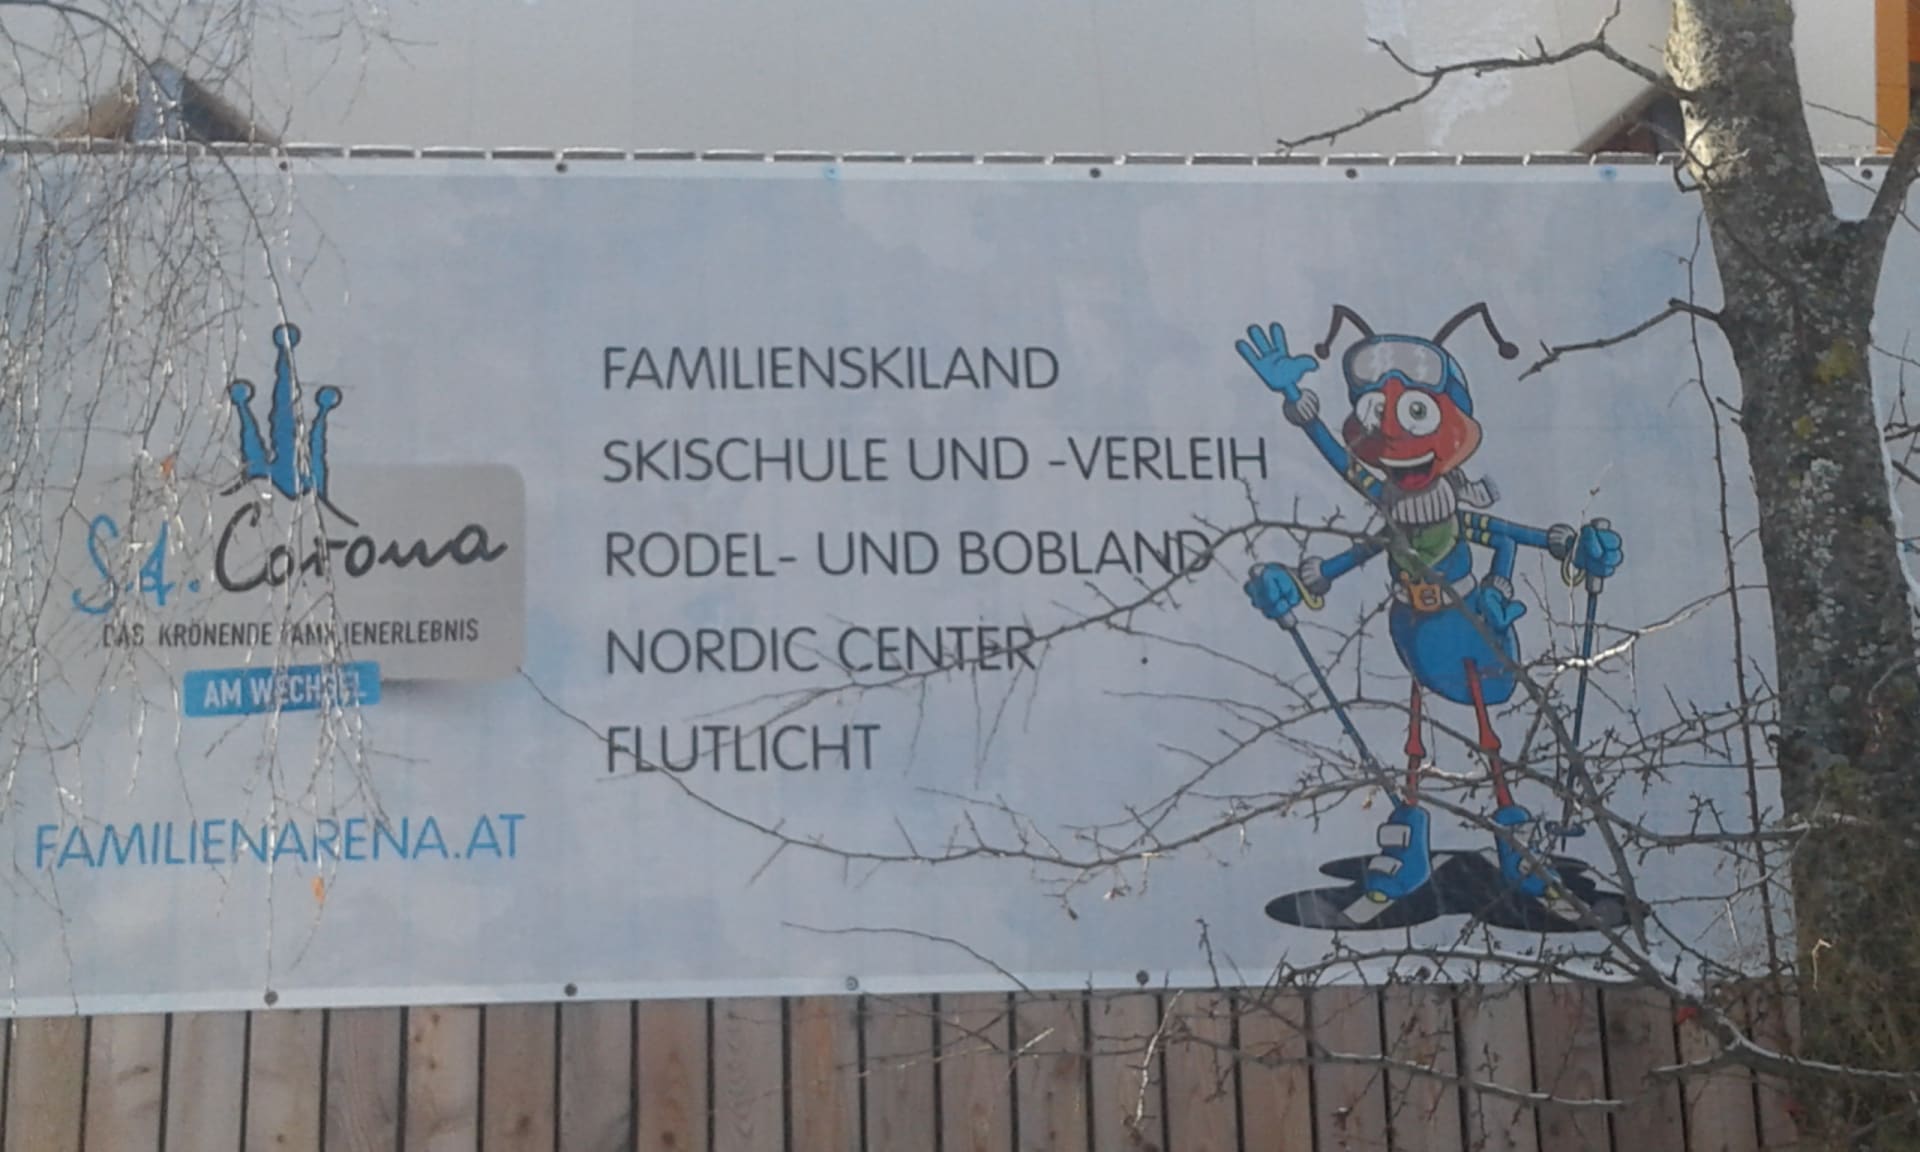 St. Corona
DAS KRÖNENDE FAMILIENERLEBNIS
AM WECHSEL
FAMILIENARENA.AT
FAMILIENSKILAND
SKISCHULE UND -VERLEIH
RODEL- UND BOBLAND
NORDIC CENTER
FLUTLICHT